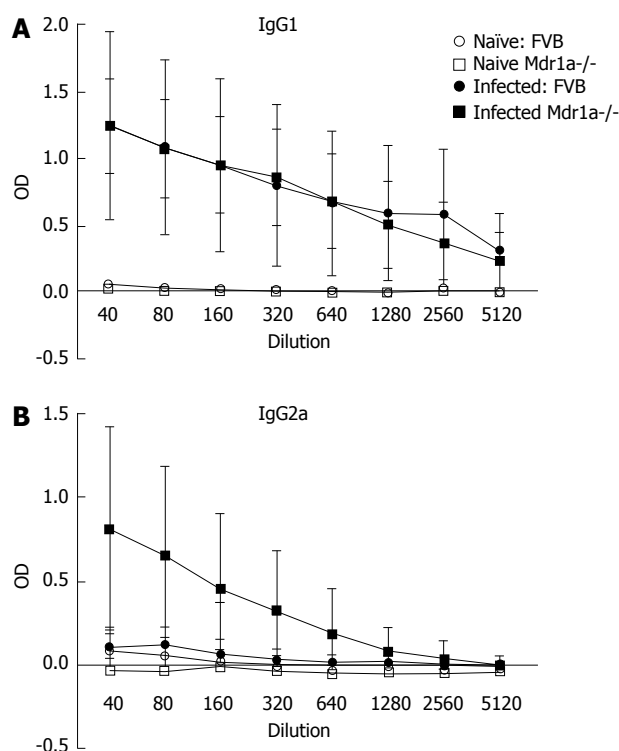 A
IgG1
Naïve: FVB
Naive Mdr1a-/-
Infected: FVB
Infected Mdr1a-/-
2.0
1.5
1.0
0.5
0.0
-0.5
OD
40 80 160 320 640 1280 2560 5120
Dilution
B
IgG2a
1.5
1.0
0.5
0.0
-0.5
OD
40 80 160 320 640 1280 2560 5120
Dilution